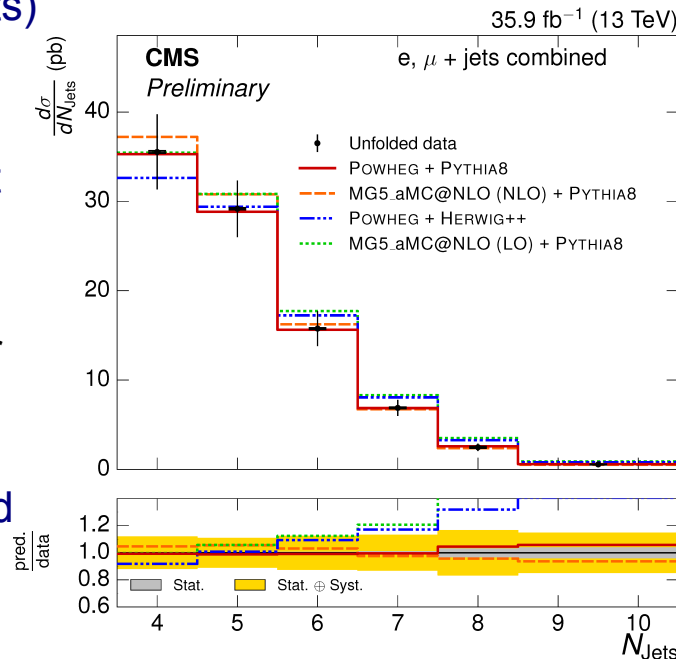 ts)
35.9 fb⁻¹ (13 TeV)
CMS
Preliminary
e, μ + jets combined
dσ/dN_Jets (pb)
Unfolded data
POWHEG + PYTHIA8
MG5_aMC@NLO (NLO) + PYTHIA8
POWHEG + HERWIG++
MG5_aMC@NLO (LO) + PYTHIA8
40
30
20
10
0
d
pred./data
1.2
1.0
0.8
0.6
Stat.
Stat. ⊕ Syst.
4 5 6 7 8 9 10
N_Jets